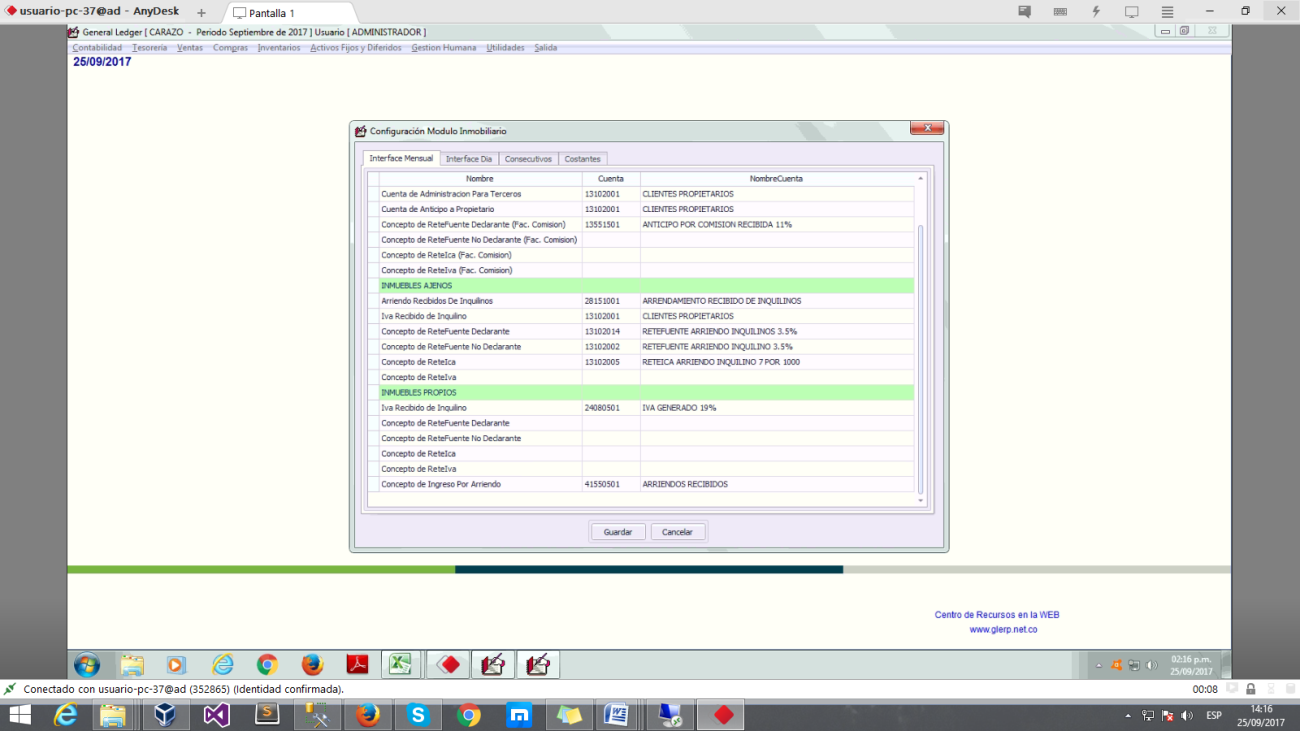 usuario-pc-37@ad - AnyDesk
Pantalla 1
General Ledger [ CARAZO - Periodo Septiembre de 2017 ] Usuario [ ADMINISTRADOR ]
Contabilidad Tesoreria Ventas Compras Inventarios Activos Fijos y Diferidos Gestion Humana Utilidades Salida
25/09/2017
Configuración Modulo Inmobiliario
Interface Mensual Interface Dia Consecutivos Costantes
Nombre Cuenta NombreCuenta
Cuenta de Administracion Para Terceros 13102001 CLIENTES PROPIETARIOS
Cuenta de Anticipo a Propietario 13102001 CLIENTES PROPIETARIOS
Concepto de ReteFuente Declarante (Fac. Comision) 13551501 ANTICIPO POR COMISION RECIBIDA 11%
Concepto de ReteFuente No Declarante (Fac. Comision)
Concepto de ReteIca (Fac. Comision)
Concepto de ReteIva (Fac. Comision)
INMUEBLES AJENOS
Arriendo Recibidos De Inquilinos 28151001 ARRENDAMIENTO RECIBIDO DE INQUILINOS
Iva Recibido de Inquilino 13102001 CLIENTES PROPIETARIOS
Concepto de ReteFuente Declarante 13102014 RETEFUENTE ARRIENDO INQUILINOS 3.5%
Concepto de ReteFuente No Declarante 13102002 RETEFUENTE ARRIENDO INQUILINO 3.5%
Concepto de ReteIca 13102005 RETEICA ARRIENDO INQUILINO 7 POR 1000
Concepto de ReteIva
INMUEBLES PROPIOS
Iva Recibido de Inquilino 24080501 IVA GENERADO 19%
Concepto de ReteFuente Declarante
Concepto de ReteFuente No Declarante
Concepto de ReteIca
Concepto de ReteIva
Concepto de Ingreso Por Arriendo 41550501 ARRIENDOS RECIBIDOS
Guardar Cancelar
Centro de Recursos en la WEB
www.glerp.net.co
02:16 p.m.
25/09/2017
Conectado con usuario-pc-37@ad (352865) (Identidad confirmada).
00:08
ESP
14:16
25/09/2017